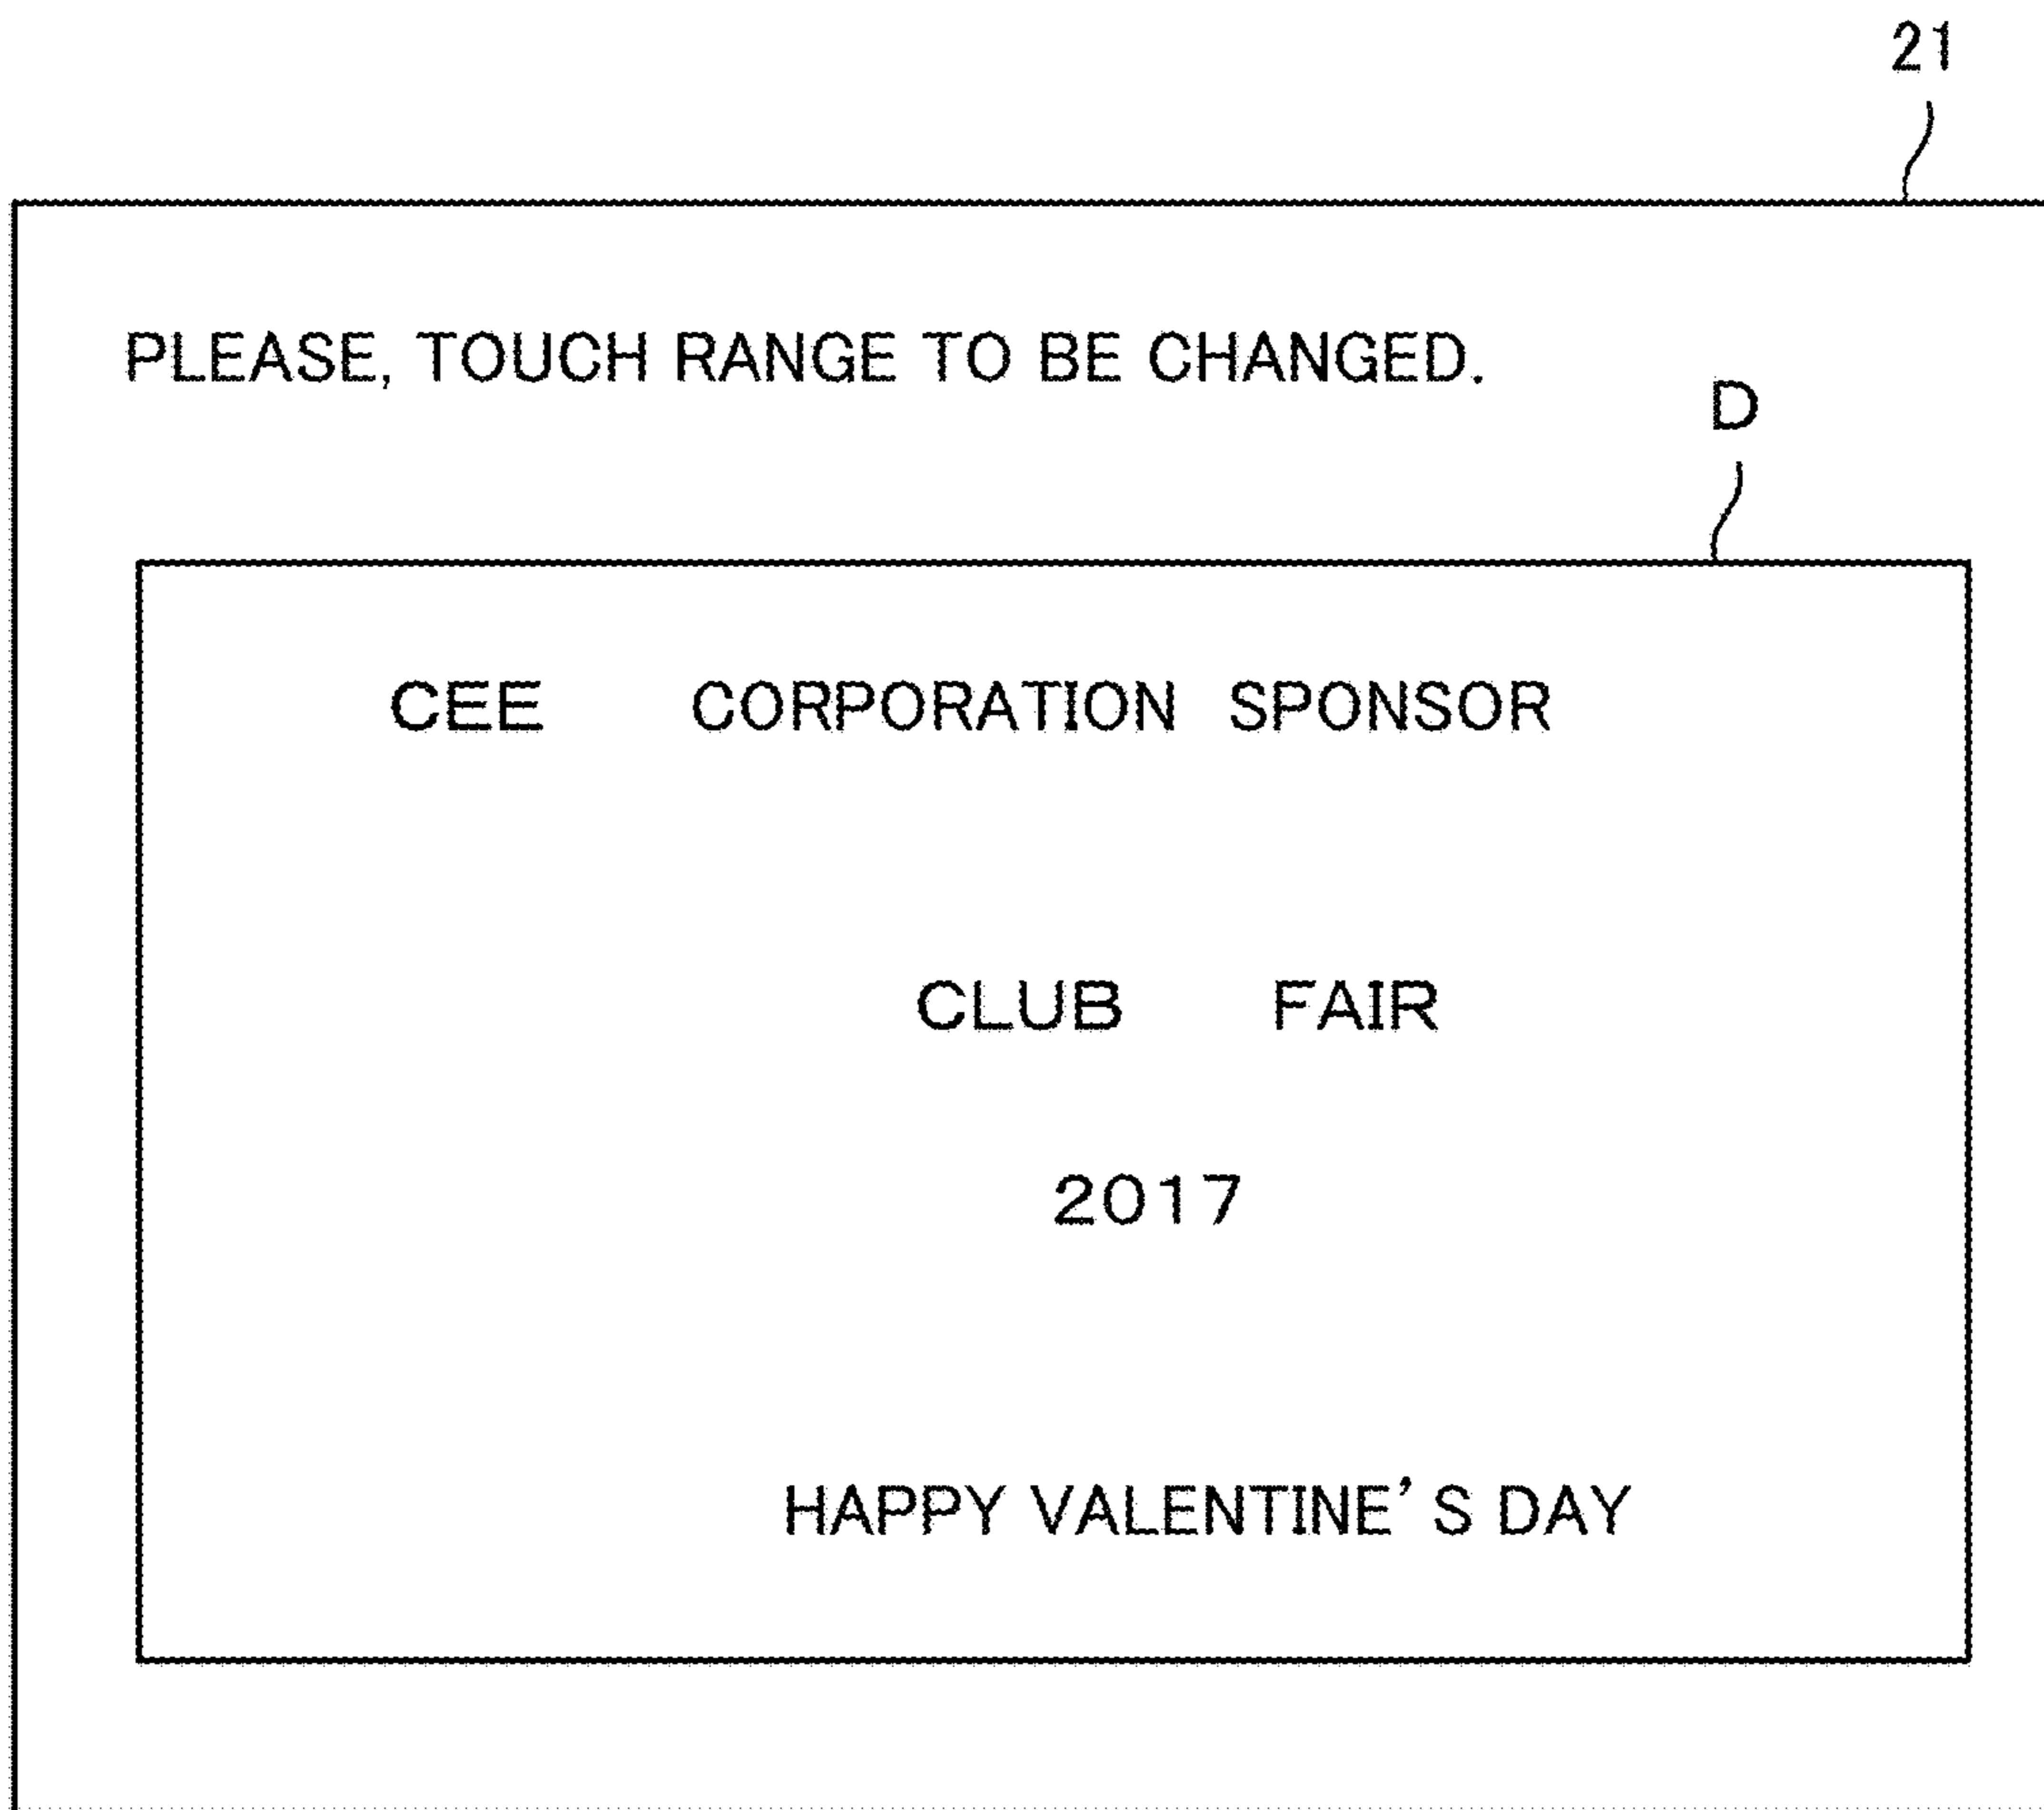 21
PLEASE, TOUCH RANGE TO BE CHANGED.
D
CEE CORPORATION SPONSOR
CLUB FAIR
2017
HAPPY VALENTINE'S DAY